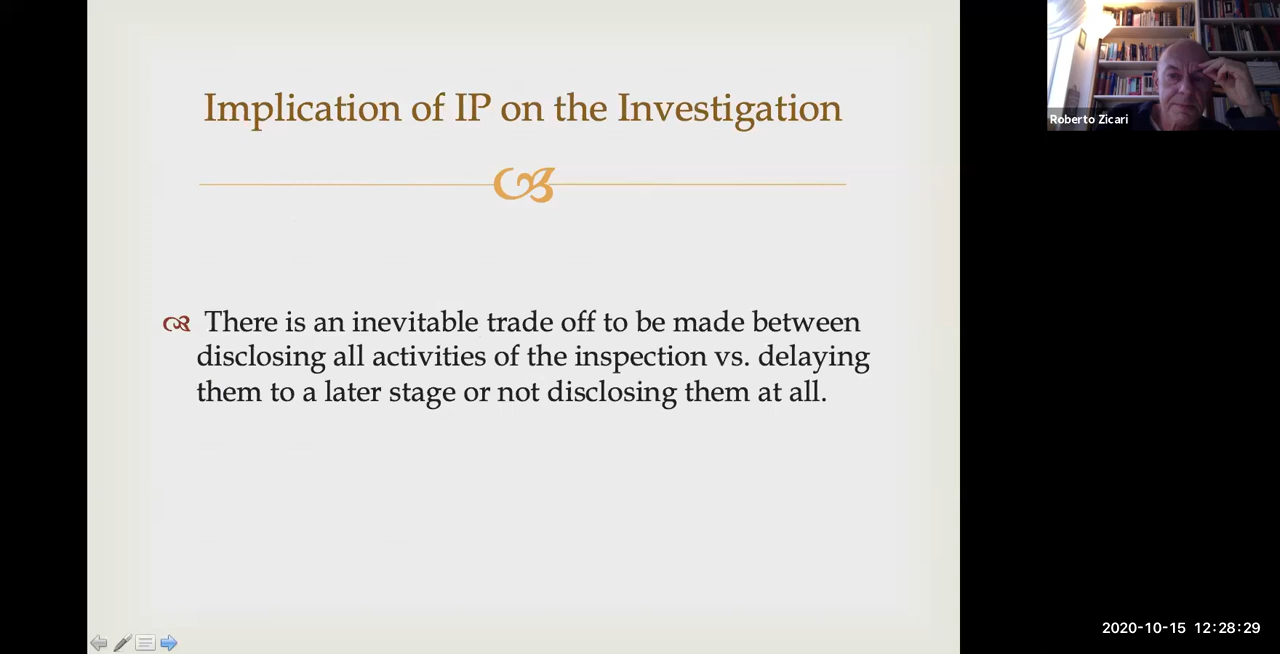 Implication of IP on the Investigation
There is an inevitable trade off to be made between
disclosing all activities of the inspection vs. delaying
them to a later stage or not disclosing them at all.
Roberto Zicari
2020-10-15 12:28:29